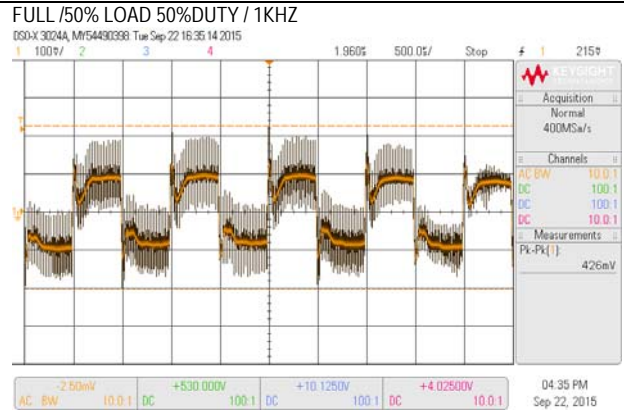 FULL /50% LOAD 50%DUTY / 1KHZ
DSO-X 3024A, MY54490398: Tue Sep 22 16:35:14 2015
1 100▽/ 2 3 4 1.960s 500.0s/ Stop 1 215▽
KEYSIGHT
Acquisition
Normal
400MSa/s
Channels
AC BW 10.0:1
DC 100:1
DC 100:1
DC 10.0:1
Measurements
Pk-Pk(1):
426mV
-2.50mV +530.000V +10.1250V +4.02500V
AC BW 10.0:1 DC 100:1 DC 100:1 DC 10.0:1
04:35 PM
Sep 22, 2015